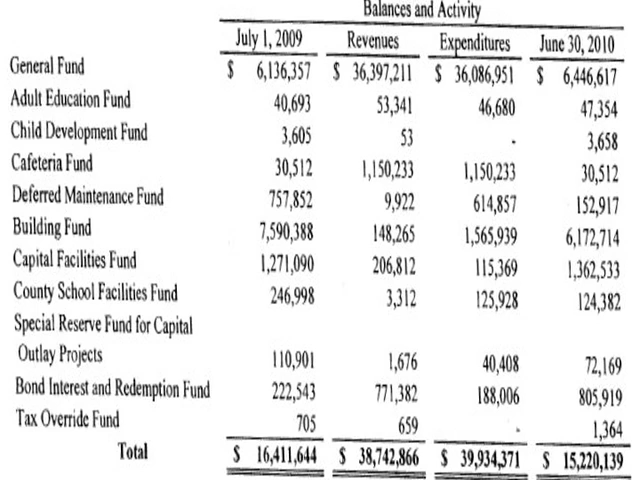 Balances and Activity
July 1, 2009 Revenues Expenditures June 30, 2010
General Fund $ 6,136,357 $ 36,397,211 $ 36,086,951 $ 6,446,617
Adult Education Fund 40,693 53,341 46,680 47,354
Child Development Fund 3,605 53 - 3,658
Cafeteria Fund 30,512 1,150,233 1,150,233 30,512
Deferred Maintenance Fund 757,852 9,922 614,857 152,917
Building Fund 7,590,388 148,265 1,565,939 6,172,714
Capital Facilities Fund 1,271,090 206,812 115,369 1,362,533
County School Facilities Fund 246,998 3,312 125,928 124,382
Special Reserve Fund for Capital
Outlay Projects 110,901 1,676 40,408 72,169
Bond Interest and Redemption Fund 222,543 771,382 188,006 805,919
Tax Override Fund 705 659 - 1,364
Total $ 16,411,644 $ 38,742,866 $ 39,934,371 $ 15,220,139